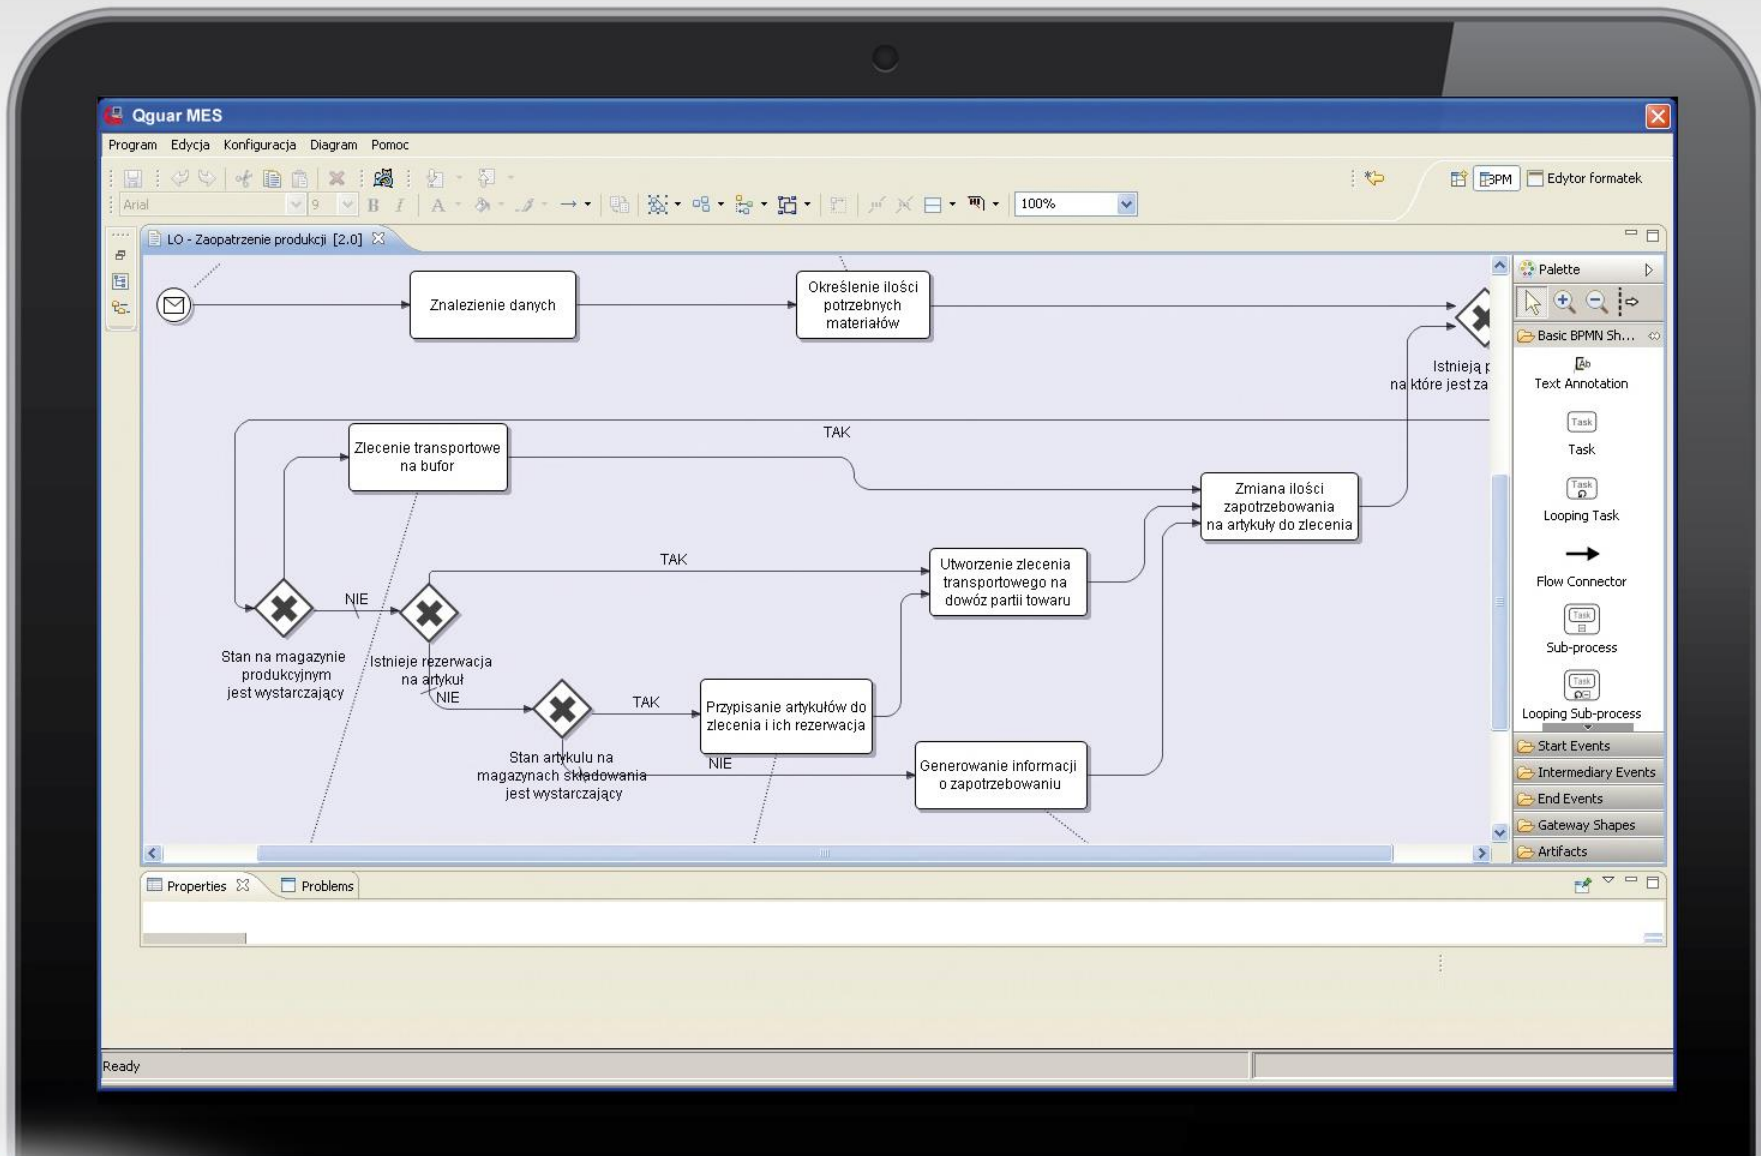 Qguar MES
Program Edycja Konfiguracja Diagram Pomoc
Arial 9 B I A 100% BPM Edytor formatek
LO - Zaopatrzenie produkcji [2.0]
Znalezienie danych
Określenie ilości
potrzebnych
materiałów
Istnieją
na które jest za
TAK
Zlecenie transportowe
na bufor
Zmiana ilości
zapotrzebowania
na artykuły do zlecenia
TAK
Utworzenie zlecenia
transportowego na
dowóz partii towaru
NIE
Stan na magazynie
produkcyjnym
jest wystarczający
Istnieje rezerwacja
na artykuł
NIE
TAK
Przypisanie artykułów do
zlecenia i ich rezerwacja
Stan artykulu na
magazynach składowania
jest wystarczający
NIE
Generowanie informacji
o zapotrzebowaniu
Palette
Basic BPMN Sh...
Text Annotation
Task
Task
Task
Looping Task
Flow Connector
Task
Sub-process
Task
Looping Sub-process
Start Events
Intermediary Events
End Events
Gateway Shapes
Artifacts
Properties Problems
Ready